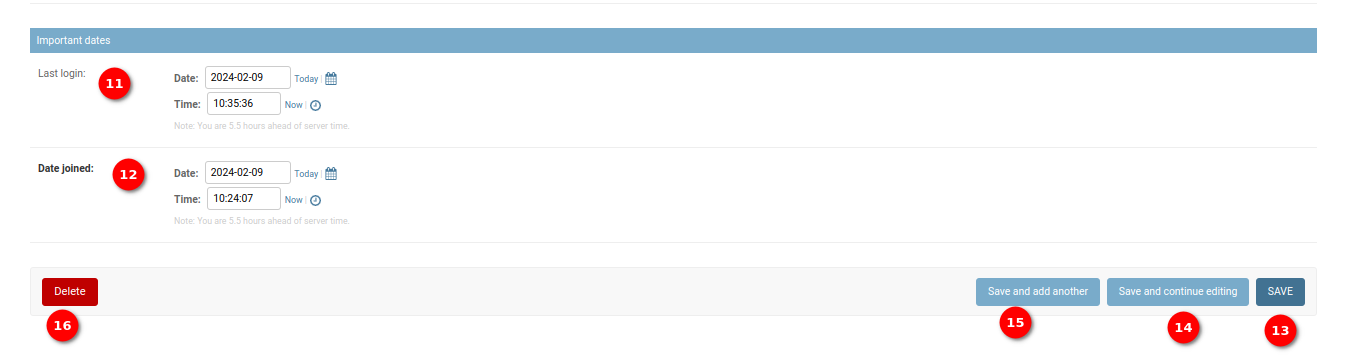 Important dates
Last login: 11 Date: 2024-02-09 Today |
Time: 10:35:36 Now |
Note: You are 5.5 hours ahead of server time.
Date joined: 12 Date: 2024-02-09 Today |
Time: 10:24:07 Now |
Note: You are 5.5 hours ahead of server time.
Delete Save and add another Save and continue editing SAVE
16 15 14 13